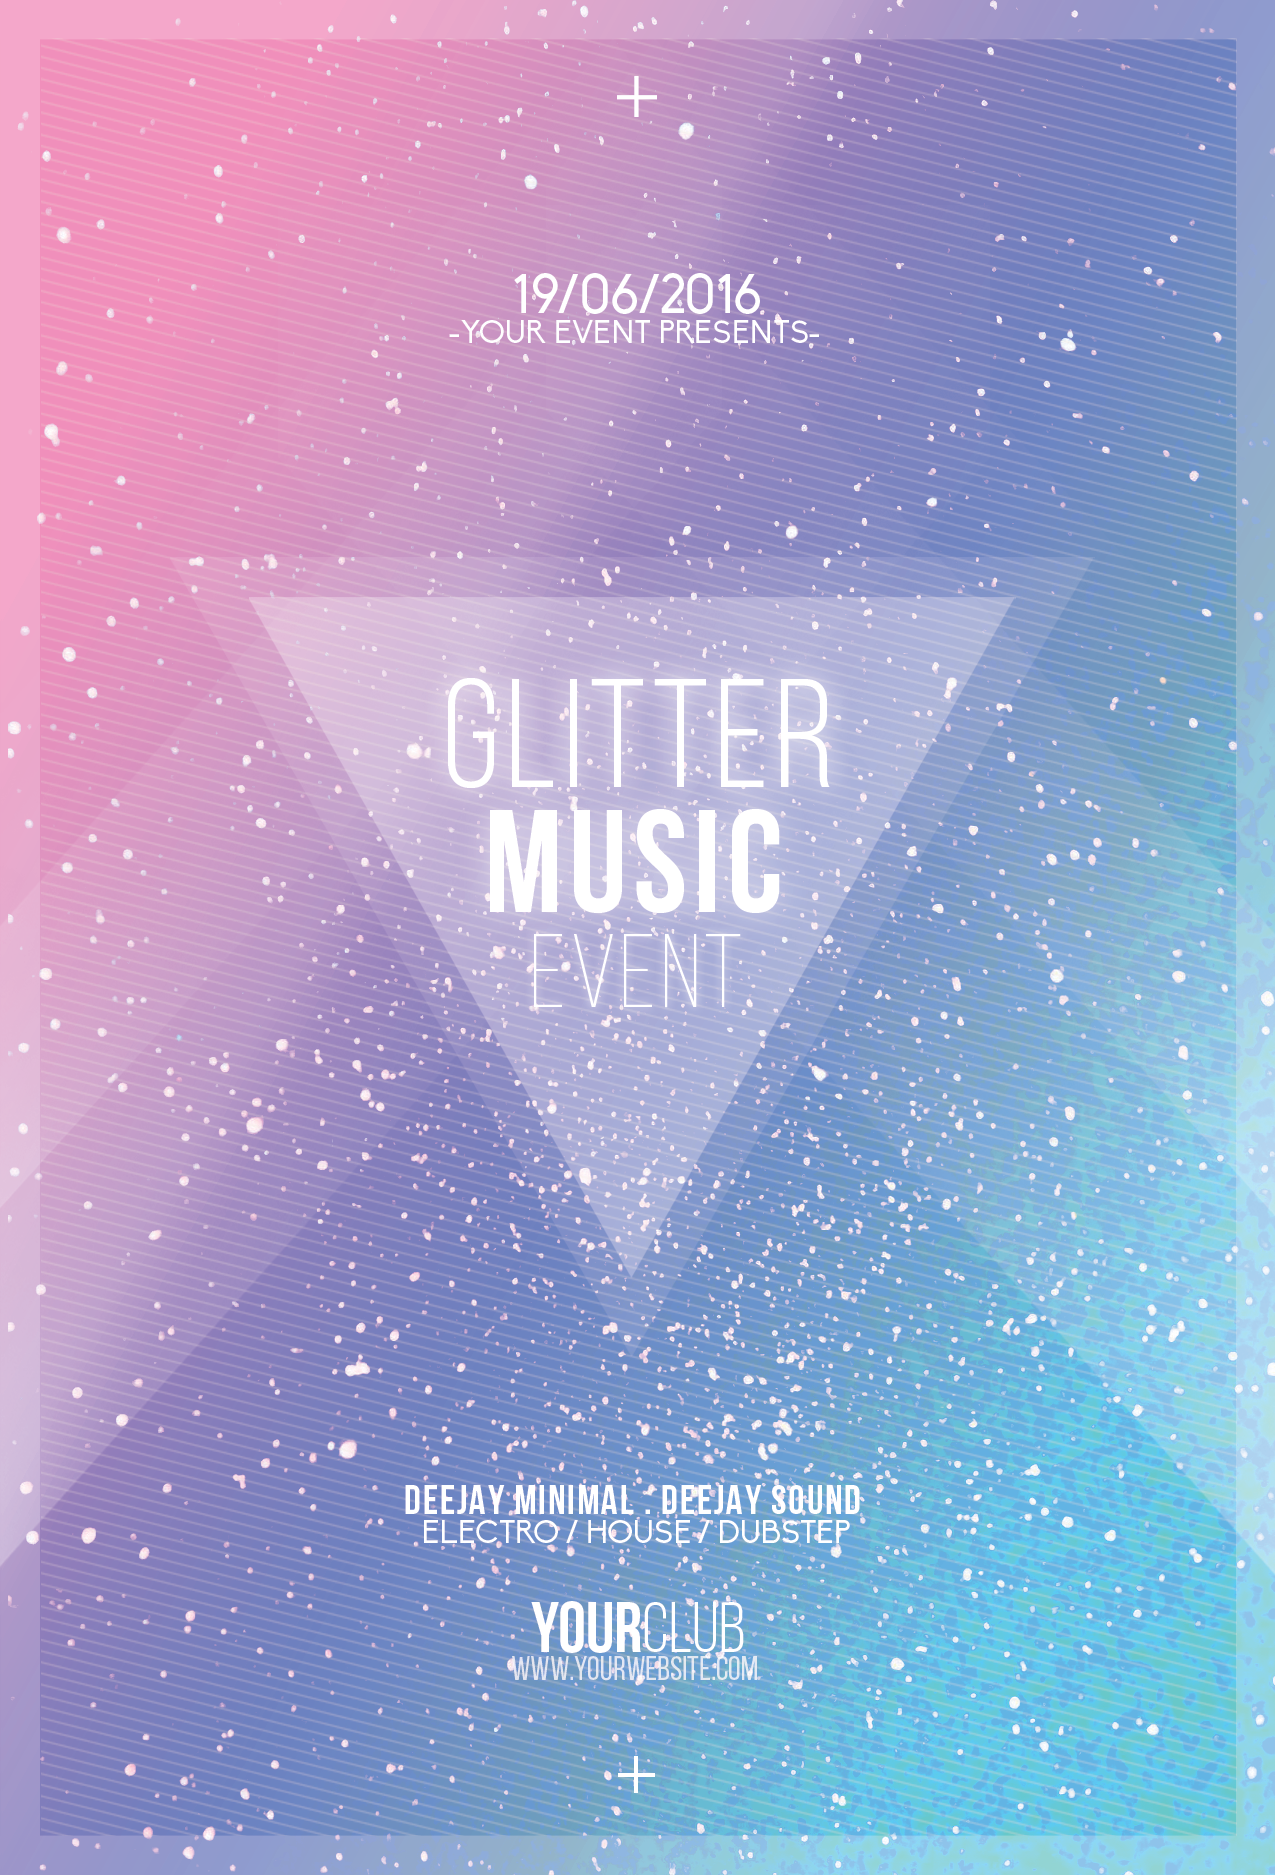 19/06/2016
-YOUR EVENT PRESENTS-
GLITTER
MUSIC
EVENT
DEEJAY MINIMAL . DEEJAY SOUND
ELECTRO / HOUSE / DUBSTEP
YOURCLUB
WWW.YOURWEBSITE.COM